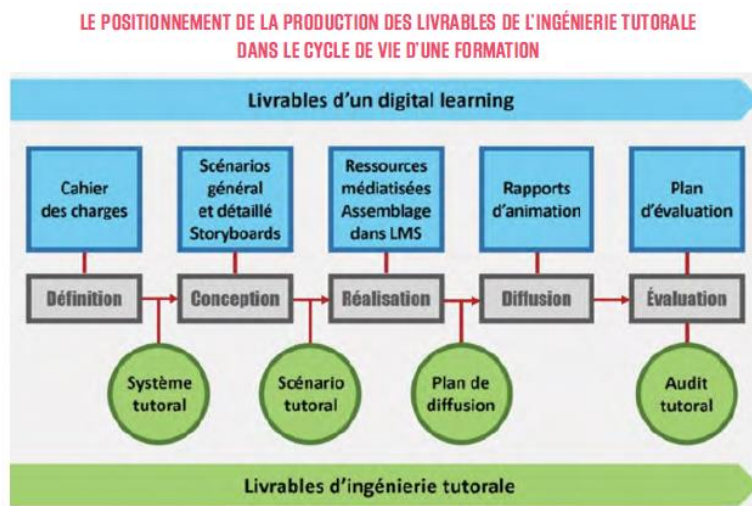 LE POSITIONNEMENT DE LA PRODUCTION DES LIVRABLES DE L'INGÉNIERIE TUTORALE
DANS LE CYCLE DE VIE D'UNE FORMATION
Livrables d'un digital learning
Cahier
des charges
Scénarios
général
et détaillé
Storyboards
Ressources
médiatisées
Assemblage
dans LMS
Rapports
d'animation
Plan
d'évaluation
Définition
Conception
Réalisation
Diffusion
Évaluation
Système
tutoral
Scénario
tutoral
Plan de
diffusion
Audit
tutoral
Livrables d'ingénierie tutorale